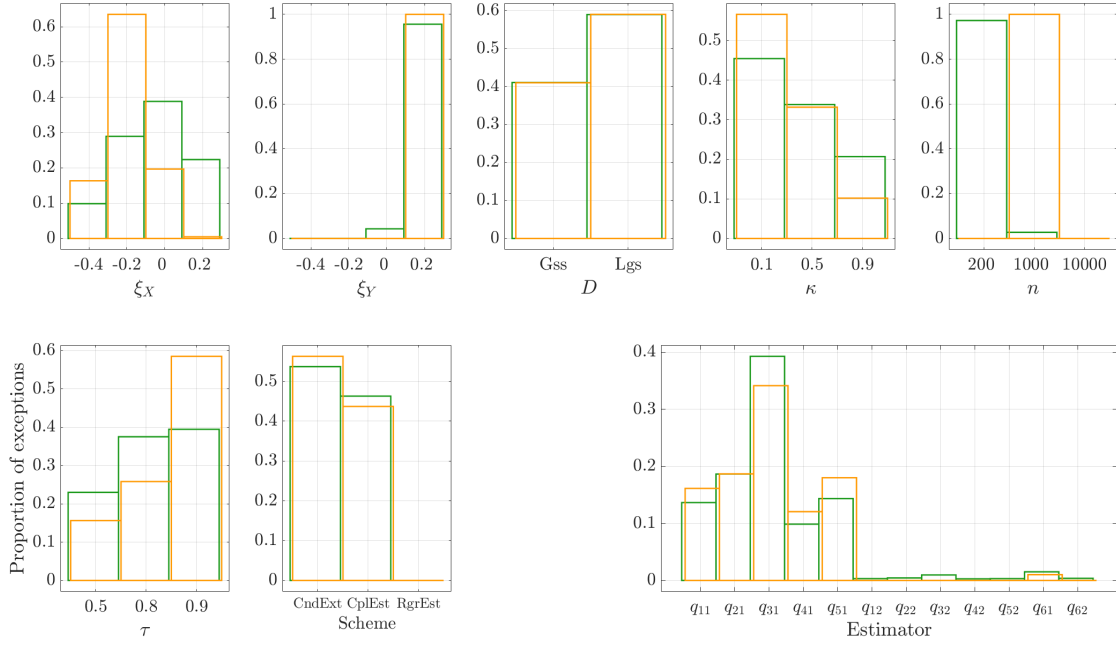 0.6
0.5
0.4
0.3
0.2
0.1
0
-0.4 -0.2 0 0.2
ξ_X
1
0.8
0.6
0.4
0.2
0
-0.4 -0.2 0 0.2
ξ_Y
0.6
0.5
0.4
0.3
0.2
0.1
0
Gss Lgs
D
0.5
0.4
0.3
0.2
0.1
0
0.1 0.5 0.9
κ
1
0.8
0.6
0.4
0.2
0
200 1000 10000
n
Proportion of exceptions
0.6
0.5
0.4
0.3
0.2
0.1
0
0.5 0.8 0.9
τ
0.5
0.4
0.3
0.2
0.1
0
CndExt CplEst RgrEst
Scheme
0.4
0.3
0.2
0.1
0
q_11 q_21 q_31 q_41 q_51 q_12 q_22 q_32 q_42 q_52 q_61 q_62
Estimator